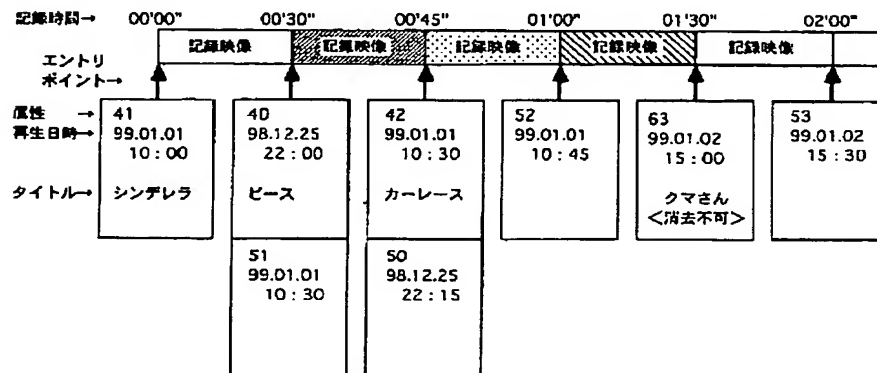 記録時間→ 00'00" 00'30" 00'45" 01'00" 01'30" 02'00"
記録映像 記録映像 記録映像 記録映像 記録映像
エントリ
ポイント→
属性 → 41 40 42 52 63 53
再生日時→ 99.01.01 98.12.25 99.01.01 99.01.01 99.01.02 99.01.02
10:00 22:00 10:30 10:45 15:00 15:30
タイトル→ シンデレラ ピース カーレース クマさん
<消去不可>
51 50
99.01.01 98.12.25
10:30 22:15